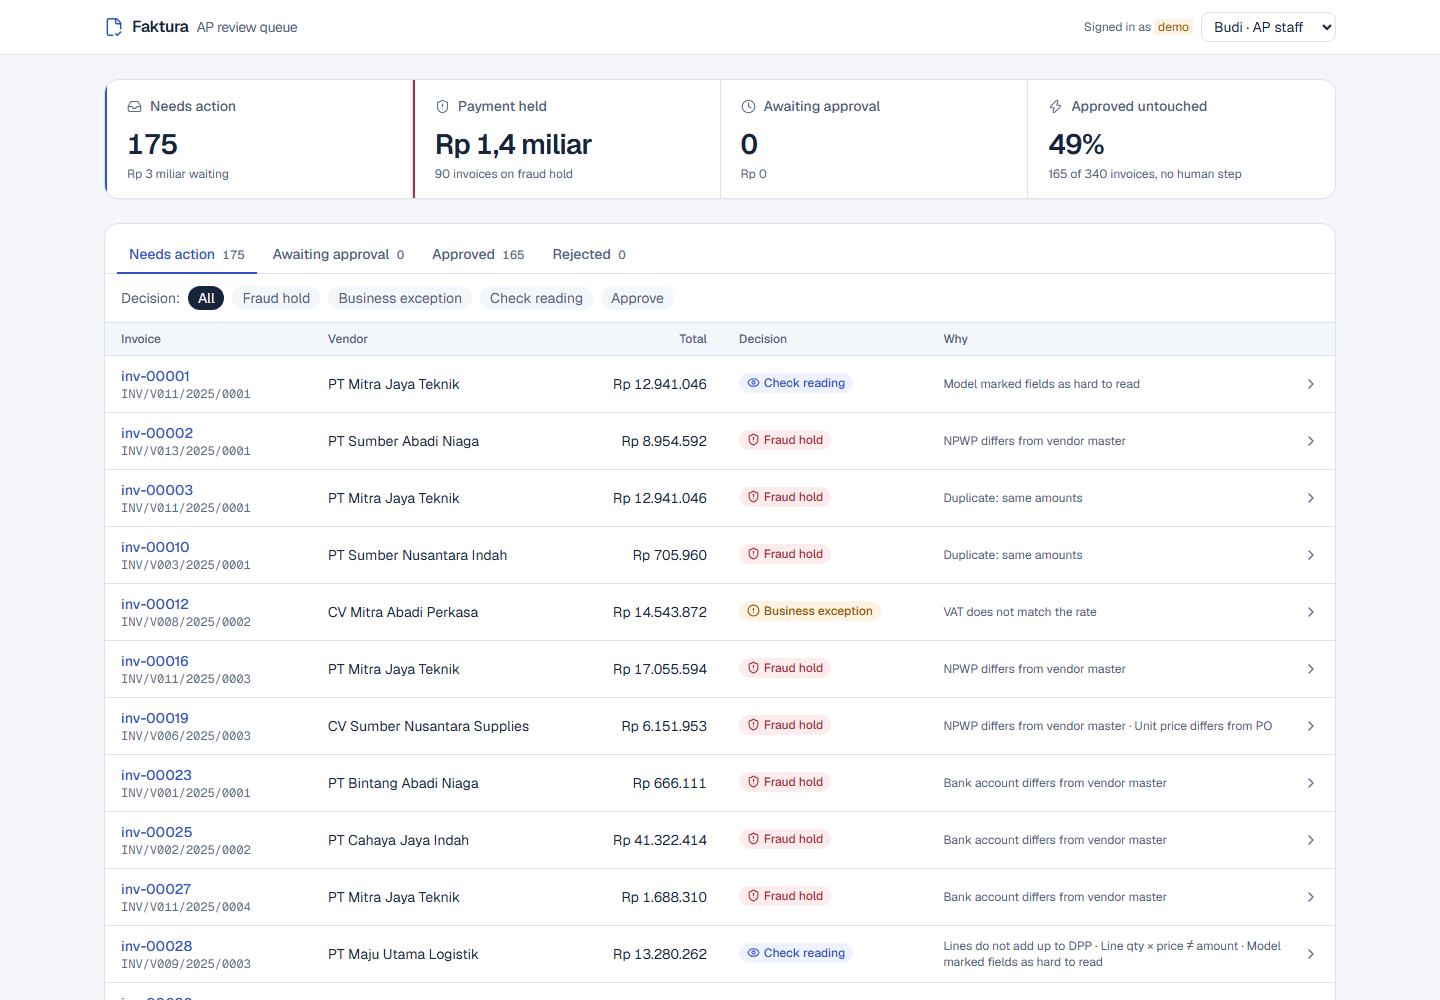 Faktura AP review queue
Signed in as demo Budi · AP staff
Needs action
175
Rp 3 miliar waiting
Payment held
Rp 1,4 miliar
90 invoices on fraud hold
Awaiting approval
0
Rp 0
Approved untouched
49%
165 of 340 invoices, no human step
Needs action 175 Awaiting approval 0 Approved 165 Rejected 0
Decision: All Fraud hold Business exception Check reading Approve
Invoice Vendor Total Decision Why
inv-00001 PT Mitra Jaya Teknik Rp 12.941.046 Check reading Model marked fields as hard to read
INV/V011/2025/0001
inv-00002 PT Sumber Abadi Niaga Rp 8.954.592 Fraud hold NPWP differs from vendor master
INV/V013/2025/0001
inv-00003 PT Mitra Jaya Teknik Rp 12.941.046 Fraud hold Duplicate: same amounts
INV/V011/2025/0001
inv-00010 PT Sumber Nusantara Indah Rp 705.960 Fraud hold Duplicate: same amounts
INV/V003/2025/0001
inv-00012 CV Mitra Abadi Perkasa Rp 14.543.872 Business exception VAT does not match the rate
INV/V008/2025/0002
inv-00016 PT Mitra Jaya Teknik Rp 17.055.594 Fraud hold NPWP differs from vendor master
INV/V011/2025/0003
inv-00019 CV Sumber Nusantara Supplies Rp 6.151.953 Fraud hold NPWP differs from vendor master · Unit price differs from PO
INV/V006/2025/0003
inv-00023 PT Bintang Abadi Niaga Rp 666.111 Fraud hold Bank account differs from vendor master
INV/V001/2025/0001
inv-00025 PT Cahaya Jaya Indah Rp 41.322.414 Fraud hold Bank account differs from vendor master
INV/V002/2025/0002
inv-00027 PT Mitra Jaya Teknik Rp 1.688.310 Fraud hold Bank account differs from vendor master
INV/V011/2025/0004
inv-00028 PT Maju Utama Logistik Rp 13.280.262 Check reading Lines do not add up to DPP · Line qty × price ≠ amount · Model
INV/V009/2025/0003 marked fields as hard to read